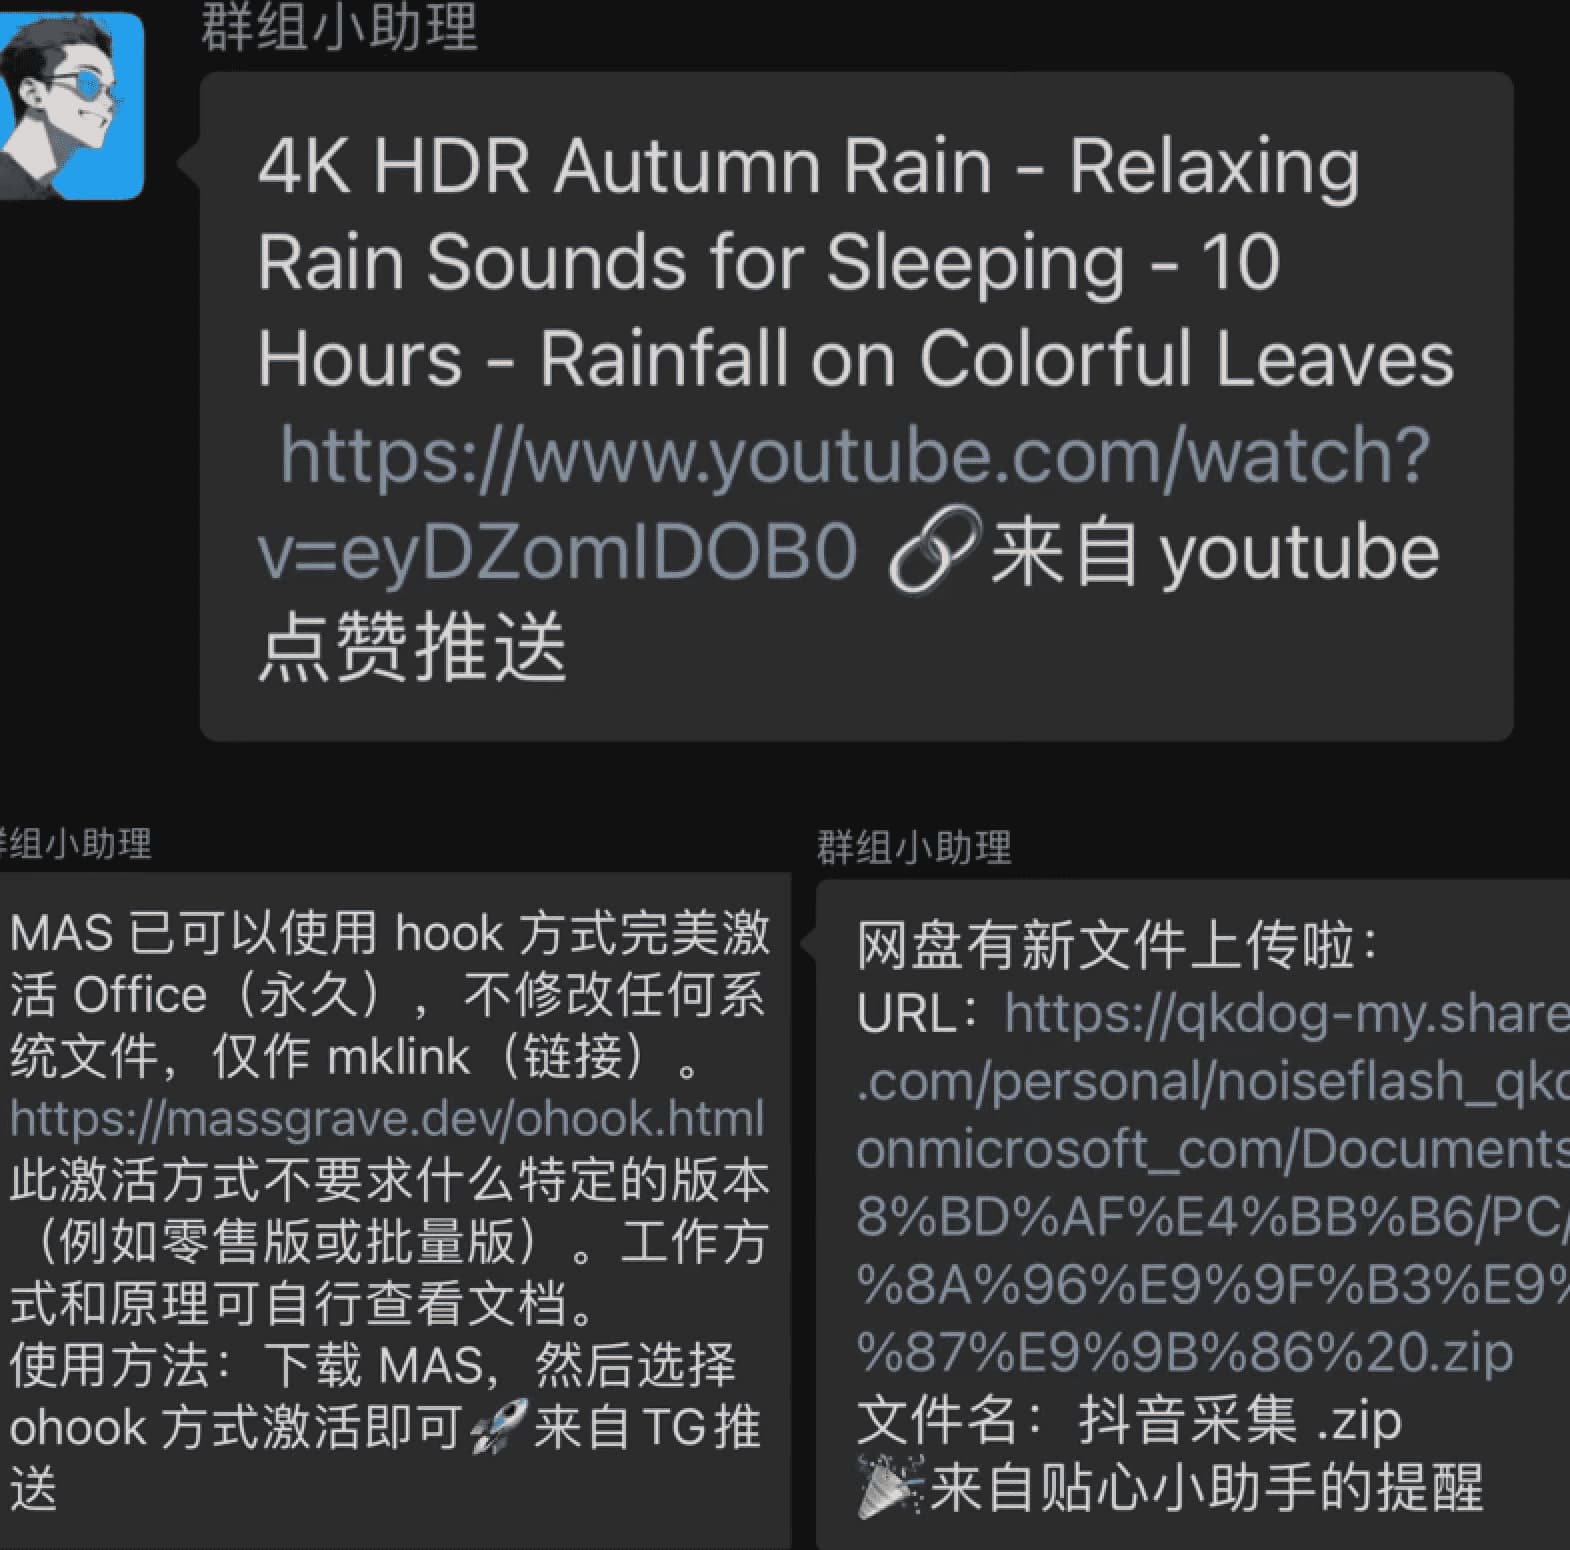 群组小助理
4K HDR Autumn Rain - Relaxing
Rain Sounds for Sleeping - 10
Hours - Rainfall on Colorful Leaves
https://www.youtube.com/watch?
v=eyDZomIDOB0 🔗来自 youtube
点赞推送
组小助理
MAS 已可以使用 hook 方式完美激
活 Office（永久），不修改任何系
统文件，仅作 mklink（链接）。
https://massgrave.dev/ohook.html
此激活方式不要求什么特定的版本
（例如零售版或批量版）。工作方
式和原理可自行查看文档。
使用方法：下载 MAS，然后选择
ohook 方式激活即可🚀来自TG推
送
群组小助理
网盘有新文件上传啦：
URL：https://qkdog-my.share
.com/personal/noiseflash_qkd
onmicrosoft_com/Documents
8%BD%AF%E4%BB%B6/PC/
%8A%96%E9%9F%B3%E9%
%87%E9%9B%86%20.zip
文件名：抖音采集 .zip
🎉来自贴心小助手的提醒